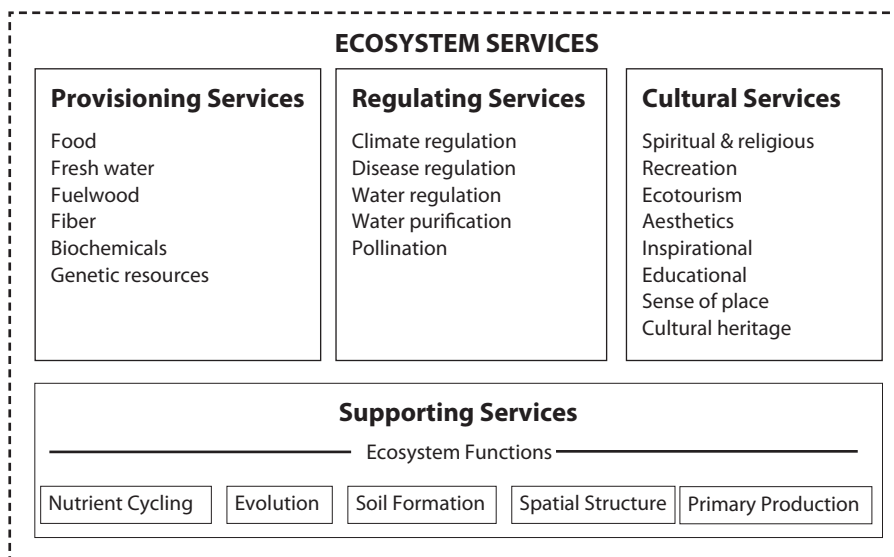 ECOSYSTEM SERVICES
Provisioning Services
Food
Fresh water
Fuelwood
Fiber
Biochemicals
Genetic resources
Regulating Services
Climate regulation
Disease regulation
Water regulation
Water purification
Pollination
Cultural Services
Spiritual & religious
Recreation
Ecotourism
Aesthetics
Inspirational
Educational
Sense of place
Cultural heritage
Supporting Services
Ecosystem Functions
Nutrient Cycling
Evolution
Soil Formation
Spatial Structure
Primary Production